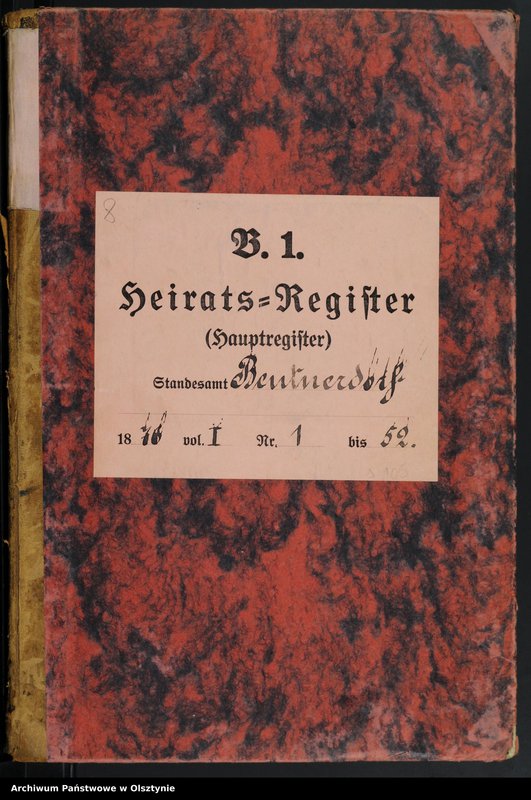 8
B. 1.
Heirats=Register
(Hauptregister)
Standesamt Beutnerdorf
18 vol. I Nr. 1 bis 52.
Archiwum Państwowe w Olsztynie